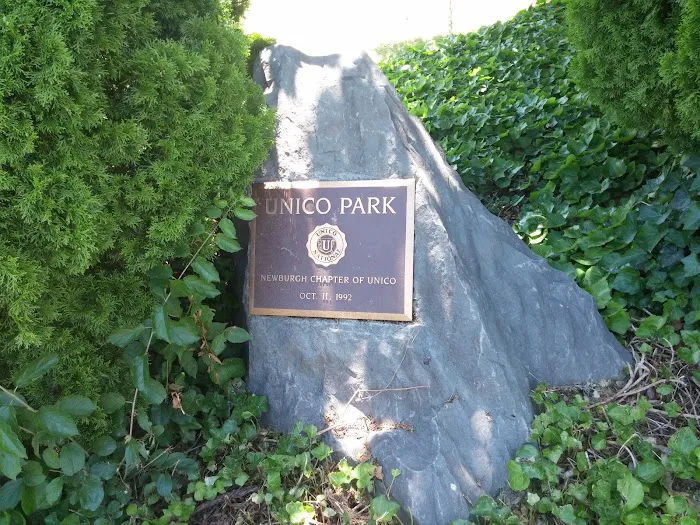 UNICO PARK
UNICO
U
NATIONAL
NEWBURGH CHAPTER OF UNICO
OCT. 11, 1992